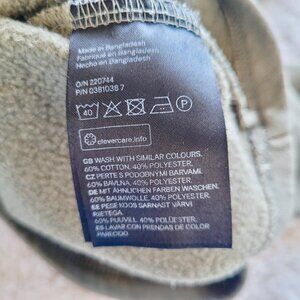 Made in Bangladesh
Fabriqué en Bangladesh
Hecho en Bangladesh
O/N 220744
P/N 0381038 7
40
P
clevercare.info
GB WASH WITH SIMILAR COLOURS.
60% COTTON, 40% POLYESTER.
CZ PERTE S PODOBNÝMI BARVAMI.
60% BAVLNA, 40% POLYESTER.
DE MIT ÄHNLICHEN FARBEN WASCHEN.
60% BAUMWOLLE, 40% POLYESTER.
EE PESE KOOS SARNAST VÄRVI
RIIETEGA.
60% PUUVILL, 40% POLÜESTER.
ES LAVAR CON PRENDAS DE COLOR
PARECIDO.